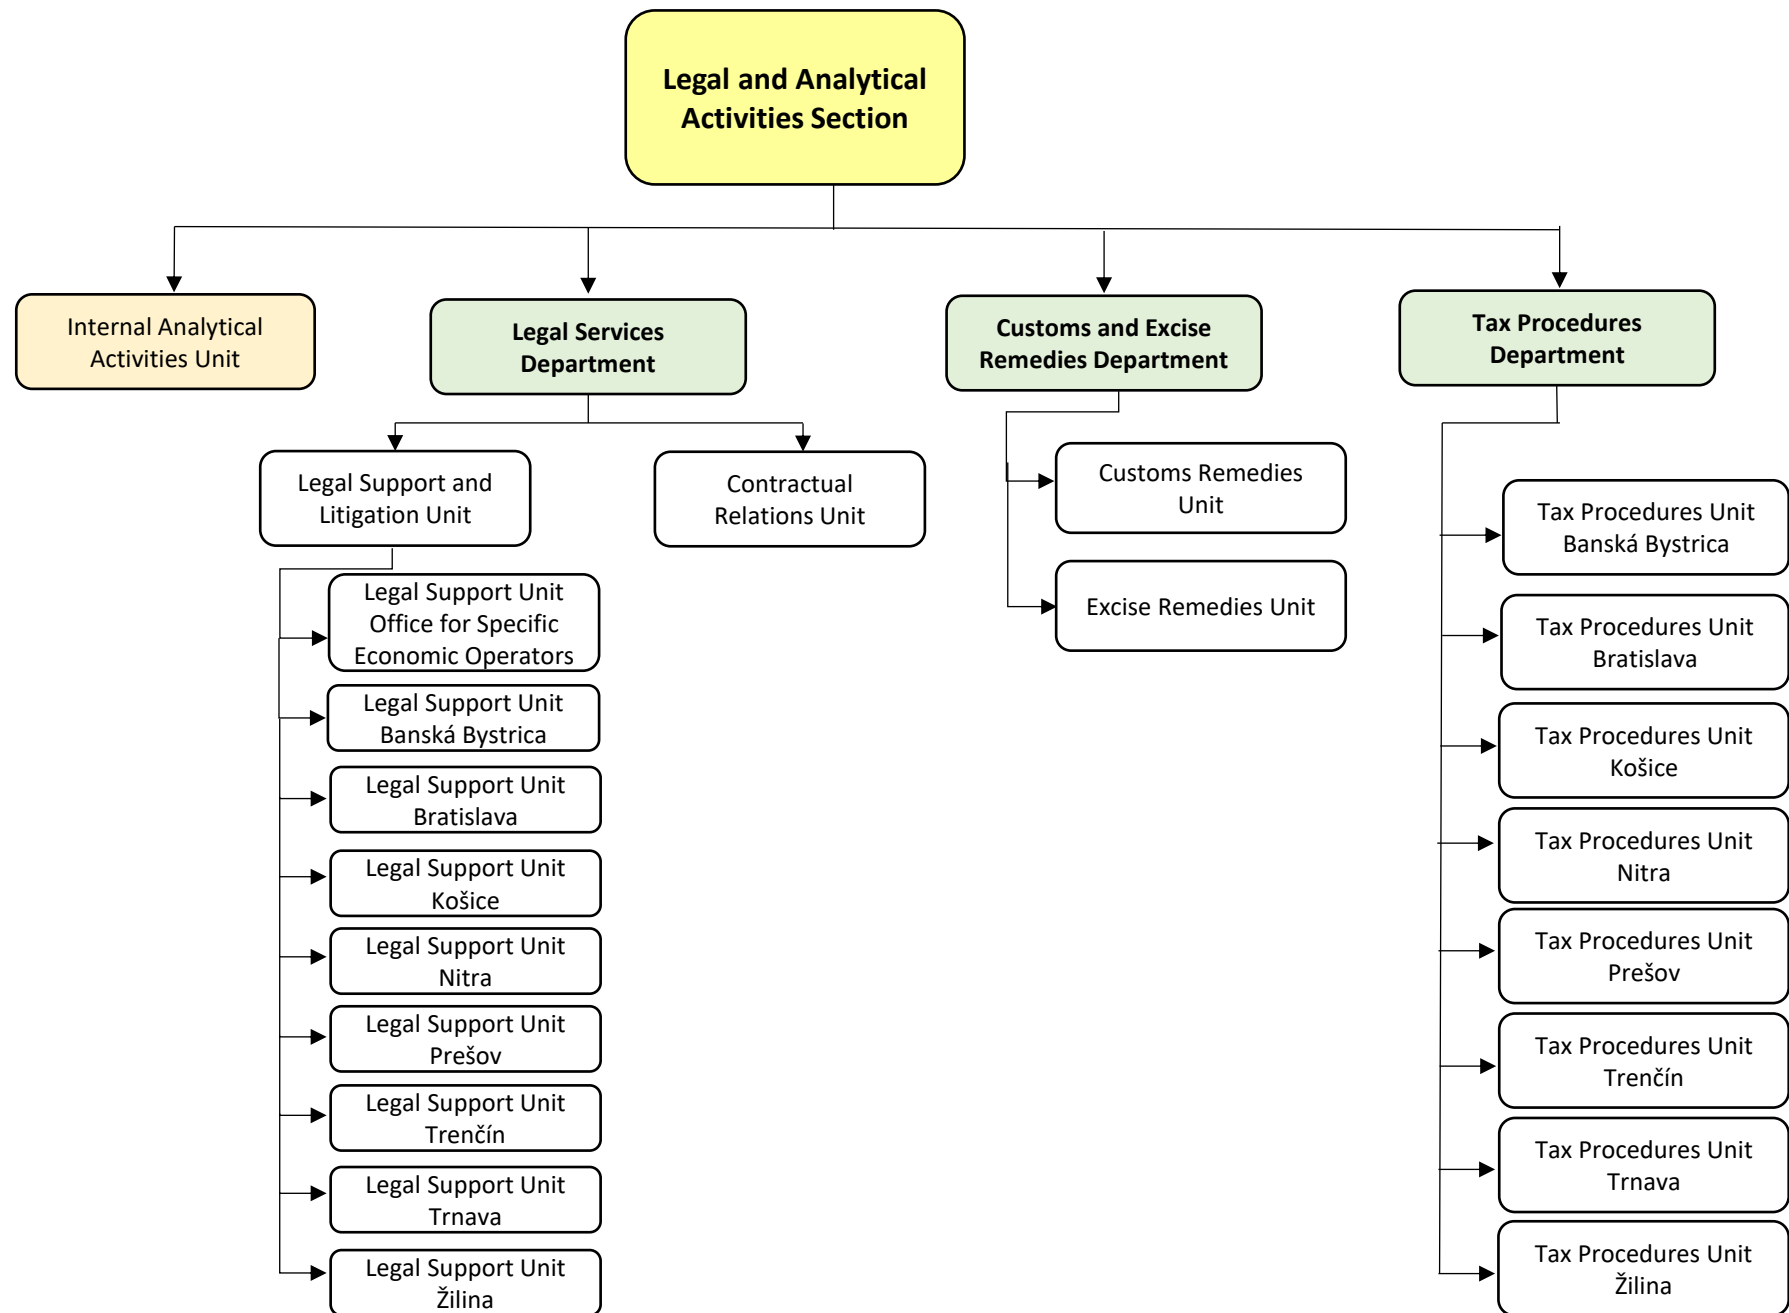 Legal and Analytical
Activities Section
Internal Analytical
Activities Unit
Legal Services
Department
Customs and Excise
Remedies Department
Tax Procedures
Department
Legal Support and
Litigation Unit
Contractual
Relations Unit
Customs Remedies
Unit
Excise Remedies Unit
Legal Support Unit
Office for Specific
Economic Operators
Legal Support Unit
Banská Bystrica
Legal Support Unit
Bratislava
Legal Support Unit
Košice
Legal Support Unit
Nitra
Legal Support Unit
Prešov
Legal Support Unit
Trenčín
Legal Support Unit
Trnava
Legal Support Unit
Žilina
Tax Procedures Unit
Banská Bystrica
Tax Procedures Unit
Bratislava
Tax Procedures Unit
Košice
Tax Procedures Unit
Nitra
Tax Procedures Unit
Prešov
Tax Procedures Unit
Trenčín
Tax Procedures Unit
Trnava
Tax Procedures Unit
Žilina